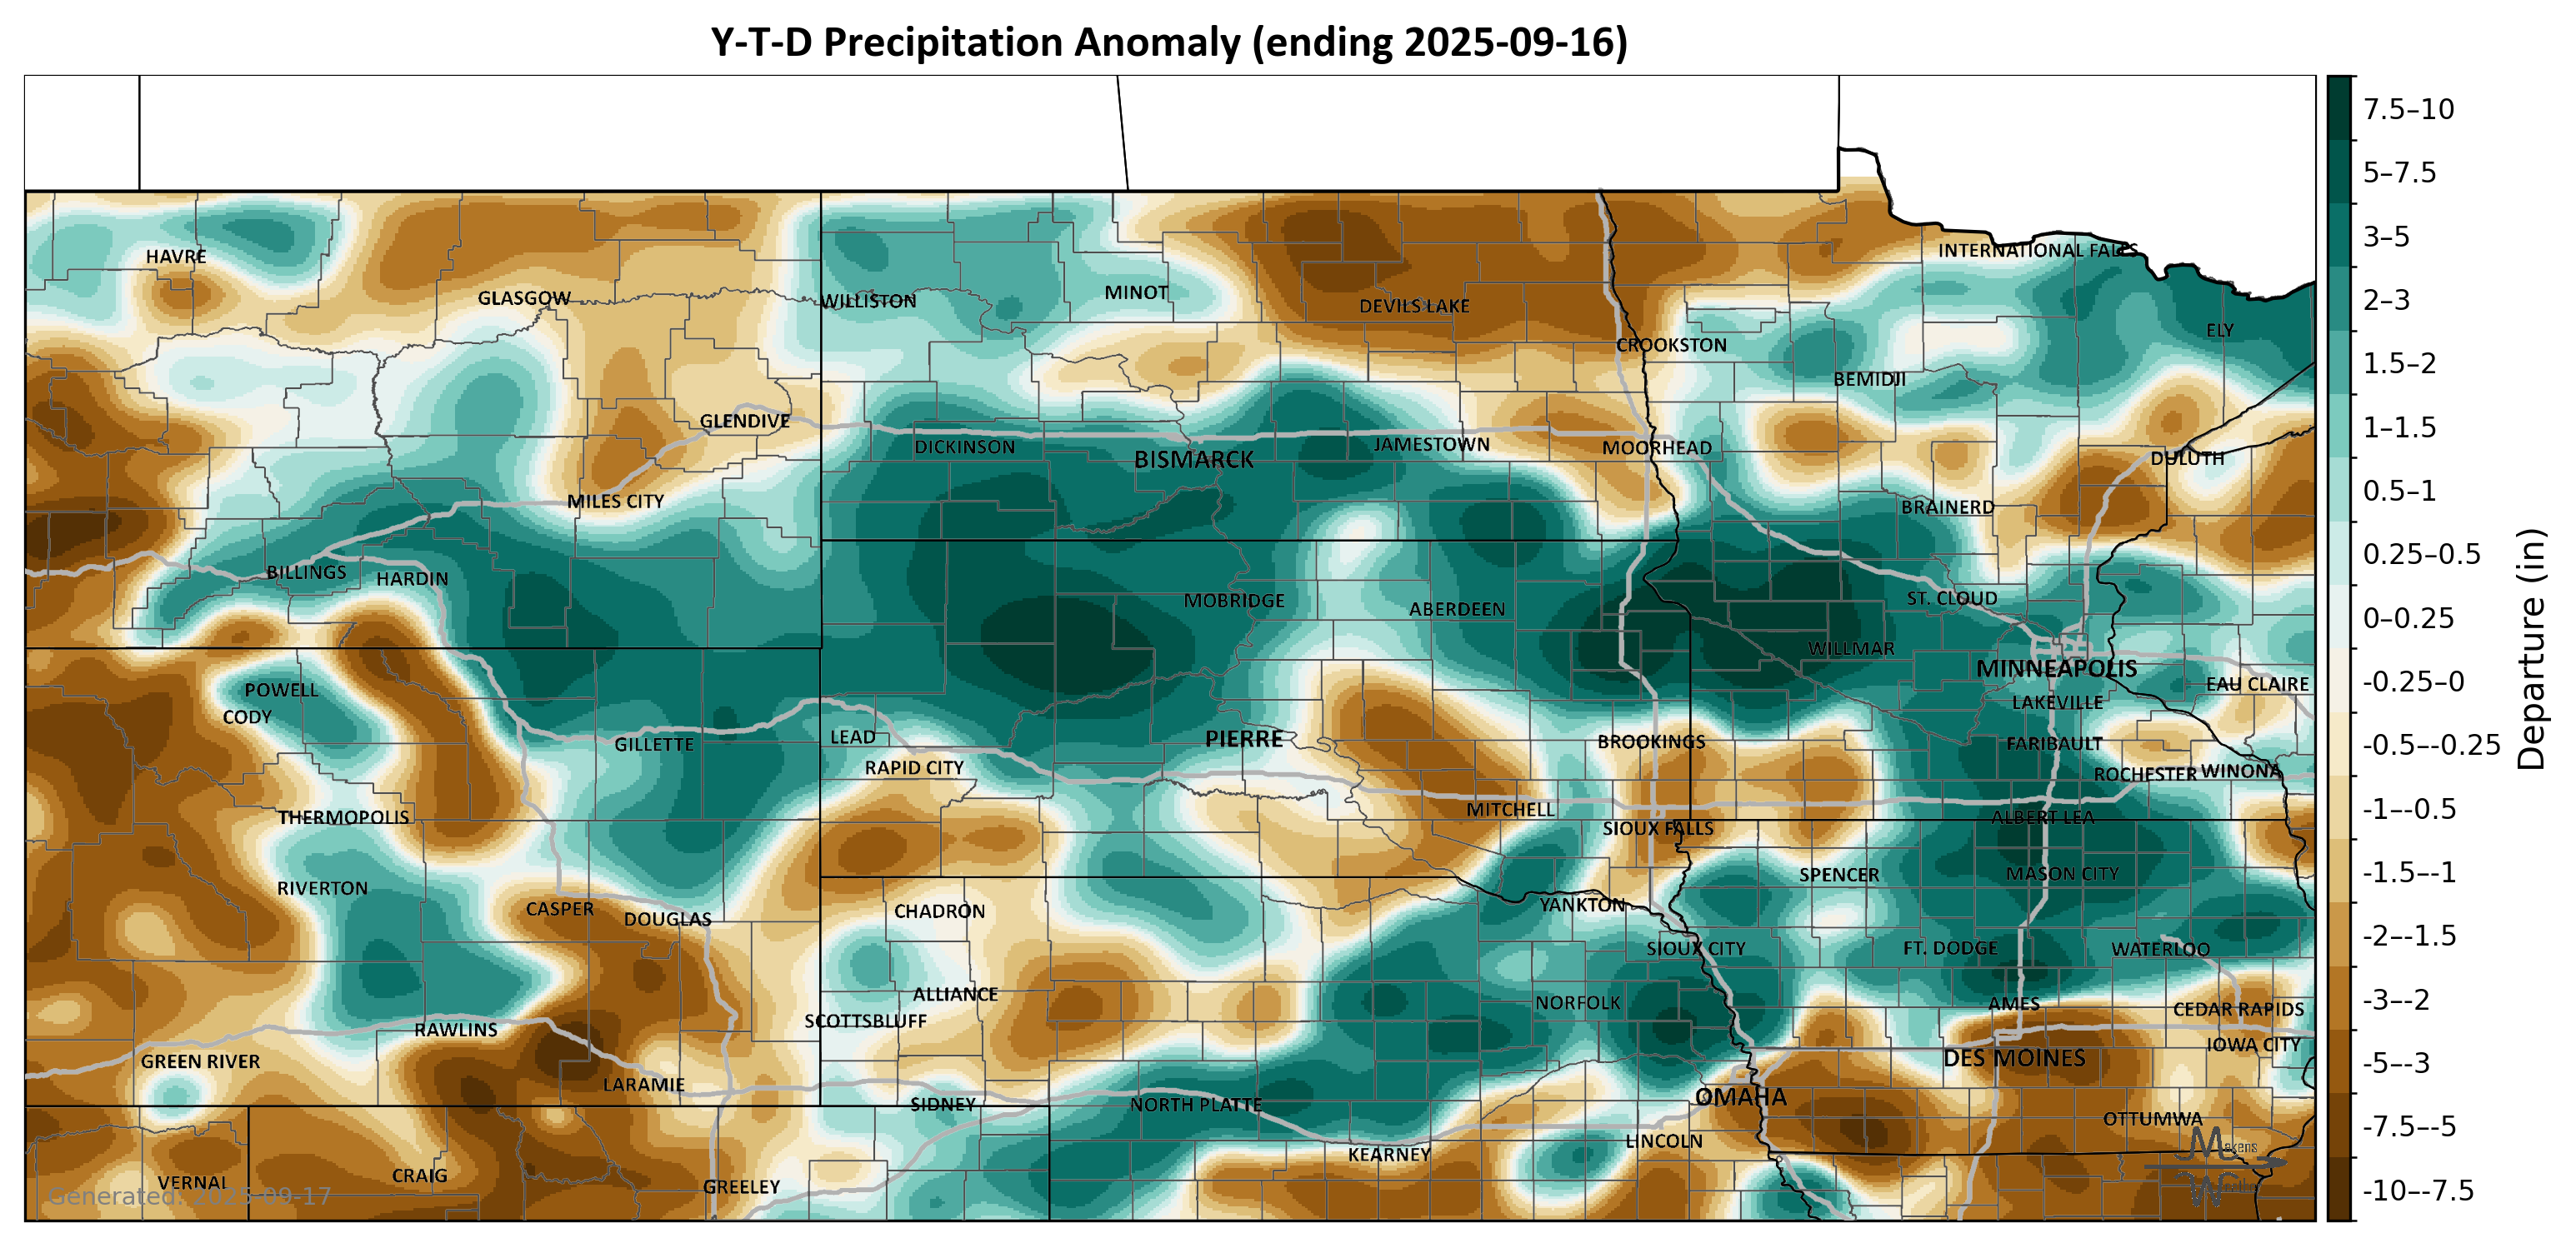 Y-T-D Precipitation Anomaly (ending 2025-09-16)
7.5–10
5–7.5
3–5
2–3
1.5–2
1–1.5
0.5–1
0.25–0.5
0–0.25
-0.25–0
-0.5–-0.25
-1–-0.5
-1.5–-1
-2–-1.5
-3–-2
-5–-3
-7.5–-5
-10–-7.5
Departure (in)
HAVRE
INTERNATIONAL FALLS
GLASGOW
WILLISTON
MINOT
DEVILS LAKE
ELY
CROOKSTON
BEMIDJI
GLENDIVE
DICKINSON
BISMARCK
JAMESTOWN
MOORHEAD
DULUTH
MILES CITY
BRAINERD
BILLINGS
HARDIN
MOBRIDGE
ABERDEEN
ST. CLOUD
WILLMAR
MINNEAPOLIS
POWELL
EAU CLAIRE
CODY
LAKEVILLE
GILLETTE
LEAD
PIERRE
BROOKINGS
FARIBAULT
RAPID CITY
ROCHESTER
WINONA
THERMOPOLIS
MITCHELL
ALBERT LEA
SIOUX FALLS
RIVERTON
SPENCER
MASON CITY
CASPER
DOUGLAS
CHADRON
YANKTON
SIOUX CITY
FT. DODGE
WATERLOO
ALLIANCE
NORFOLK
AMES
CEDAR RAPIDS
SCOTTSBLUFF
RAWLINS
GREEN RIVER
DES MOINES
IOWA CITY
LARAMIE
SIDNEY
NORTH PLATTE
OMAHA
OTTUMWA
LINCOLN
KEARNEY
Makens
Weather
VERNAL
CRAIG
GREELEY
Generated: 2025-09-17